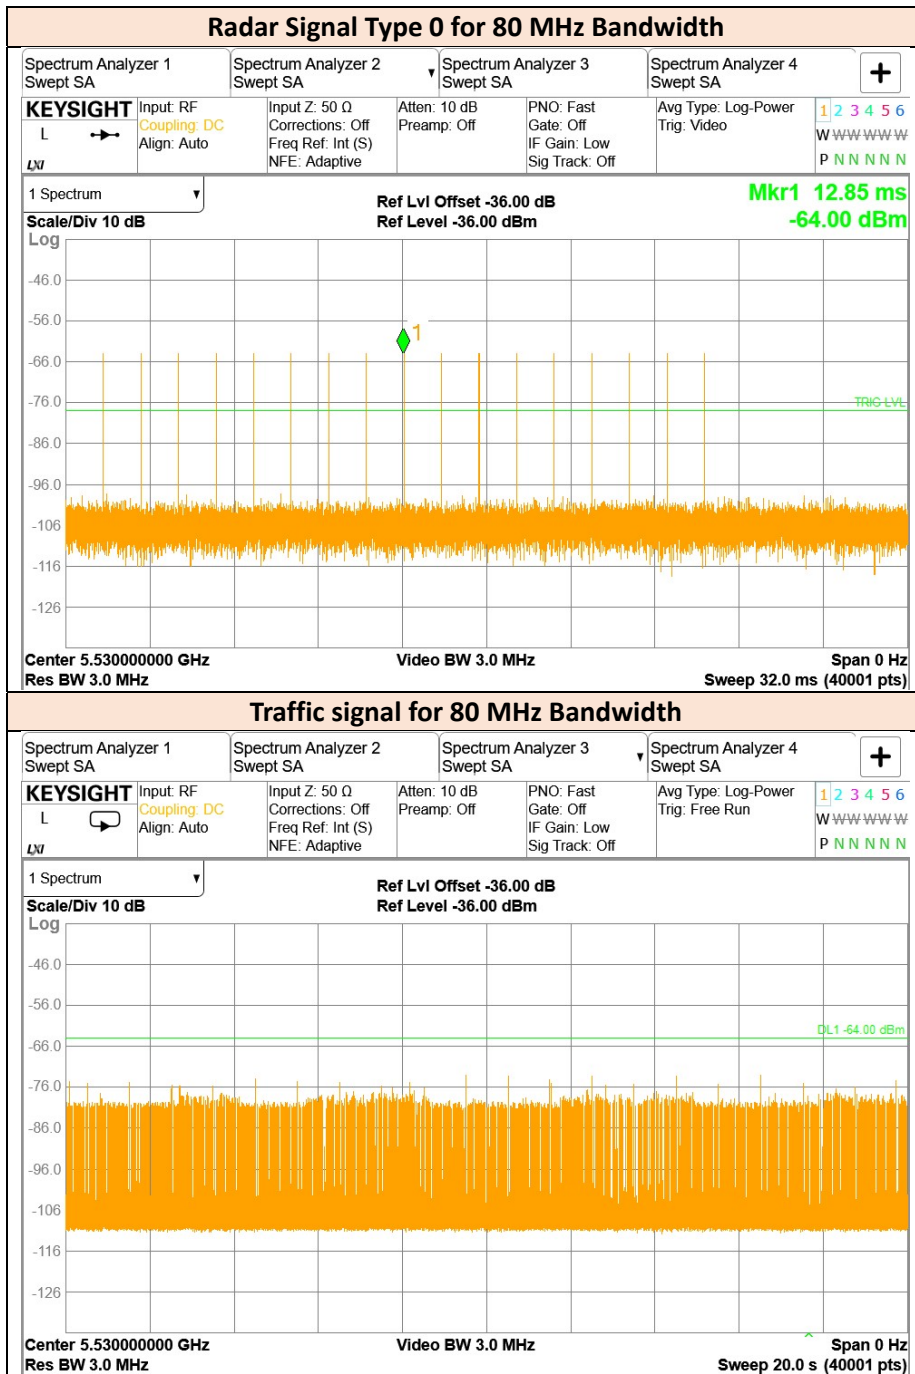 Radar Signal Type 0 for 80 MHz Bandwidth
Spectrum Analyzer 1
Swept SA
Spectrum Analyzer 2
Swept SA
Spectrum Analyzer 3
Swept SA
Spectrum Analyzer 4
Swept SA
+
KEYSIGHT
L
LXI
Input: RF
Coupling: DC
Align: Auto
Input Z: 50 Ω
Corrections: Off
Freq Ref: Int (S)
NFE: Adaptive
Atten: 10 dB
Preamp: Off
PNO: Fast
Gate: Off
IF Gain: Low
Sig Track: Off
Avg Type: Log-Power
Trig: Video
1 2 3 4 5 6
W W W W W W
P N N N N N
1 Spectrum
Scale/Div 10 dB
Log
Ref Lvl Offset -36.00 dB
Ref Level -36.00 dBm
Mkr1 12.85 ms
-64.00 dBm
-46.0
-56.0
1
-66.0
-76.0
TRIG LVL
-86.0
-96.0
-106
-116
-126
Center 5.530000000 GHz
Res BW 3.0 MHz
Video BW 3.0 MHz
Span 0 Hz
Sweep 32.0 ms (40001 pts)
Traffic signal for 80 MHz Bandwidth
Spectrum Analyzer 1
Swept SA
Spectrum Analyzer 2
Swept SA
Spectrum Analyzer 3
Swept SA
Spectrum Analyzer 4
Swept SA
+
KEYSIGHT
L
LXI
Input: RF
Coupling: DC
Align: Auto
Input Z: 50 Ω
Corrections: Off
Freq Ref: Int (S)
NFE: Adaptive
Atten: 10 dB
Preamp: Off
PNO: Fast
Gate: Off
IF Gain: Low
Sig Track: Off
Avg Type: Log-Power
Trig: Free Run
1 2 3 4 5 6
W W W W W W
P N N N N N
1 Spectrum
Scale/Div 10 dB
Log
Ref Lvl Offset -36.00 dB
Ref Level -36.00 dBm
-46.0
-56.0
DL1 -64.00 dBm
-66.0
-76.0
-86.0
-96.0
-106
-116
-126
Center 5.530000000 GHz
Res BW 3.0 MHz
Video BW 3.0 MHz
Span 0 Hz
Sweep 20.0 s (40001 pts)